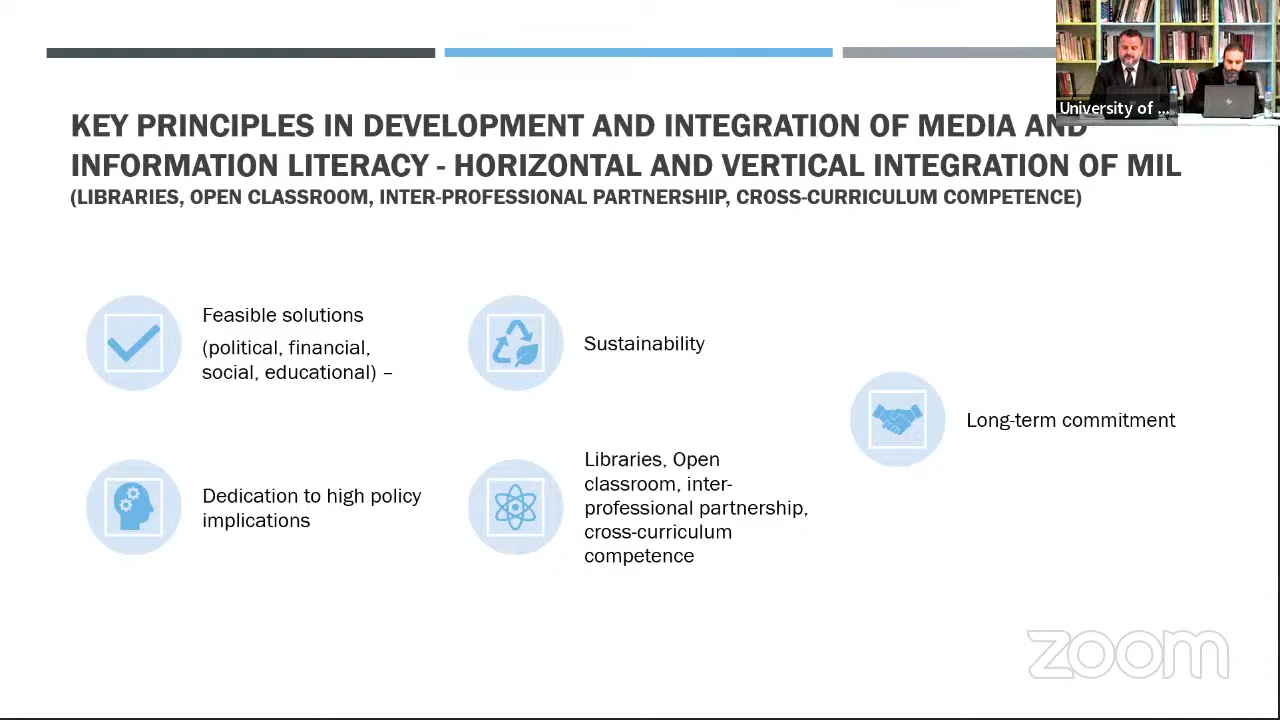 KEY PRINCIPLES IN DEVELOPMENT AND INTEGRATION OF MEDIA AND
INFORMATION LITERACY - HORIZONTAL AND VERTICAL INTEGRATION OF MIL
(LIBRARIES, OPEN CLASSROOM, INTER-PROFESSIONAL PARTNERSHIP, CROSS-CURRICULUM COMPETENCE)
University of ...
Feasible solutions
(political, financial,
social, educational) –
Sustainability
Long-term commitment
Dedication to high policy
implications
Libraries, Open
classroom, inter-
professional partnership,
cross-curriculum
competence
zoom